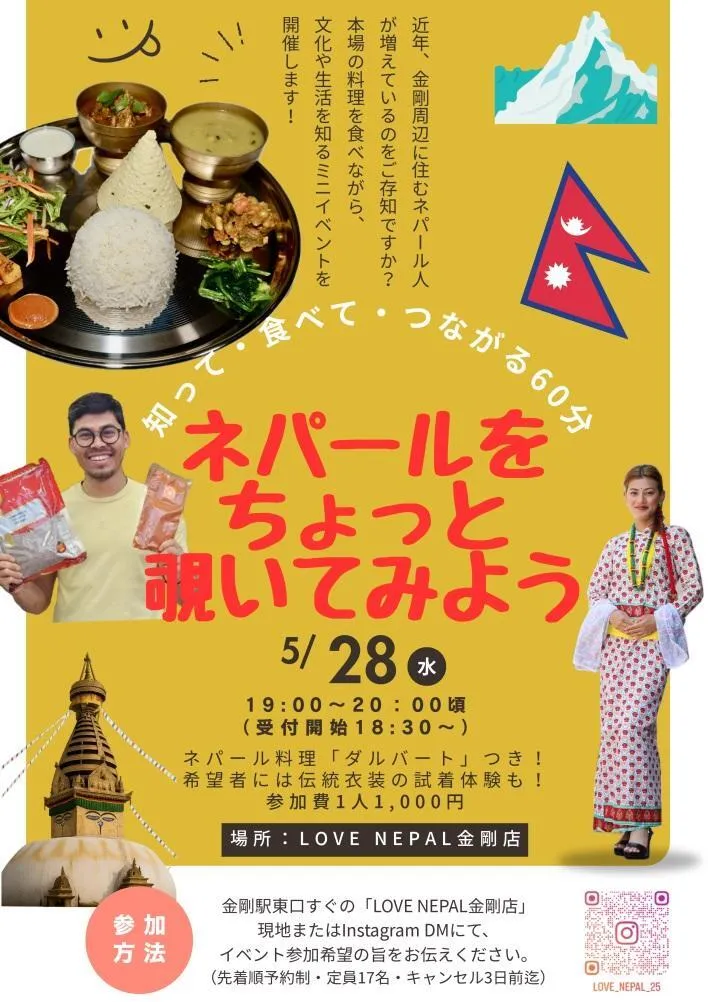 近年、金剛周辺に住むネパール人
が増えているのをご存知ですか?
本場の料理を食べながら、
文化や生活を知るミニイベントを
開催します!
知って・食べて・つながる60分
ネパールを
ちょっと
覗いてみよう
5/28 水
19:00〜20:00頃
(受付開始18:30〜)
ネパール料理「ダルバート」つき!
希望者には伝統衣装の試着体験も!
参加費1人1,000円
場所:LOVE NEPAL金剛店
参加
方法
金剛駅東口すぐの「LOVE NEPAL金剛店」
現地またはInstagram DMにて、
イベント参加希望の旨をお伝えください。
(先着順予約制・定員17名・キャンセル3日前迄)
LOVE_NEPAL_25